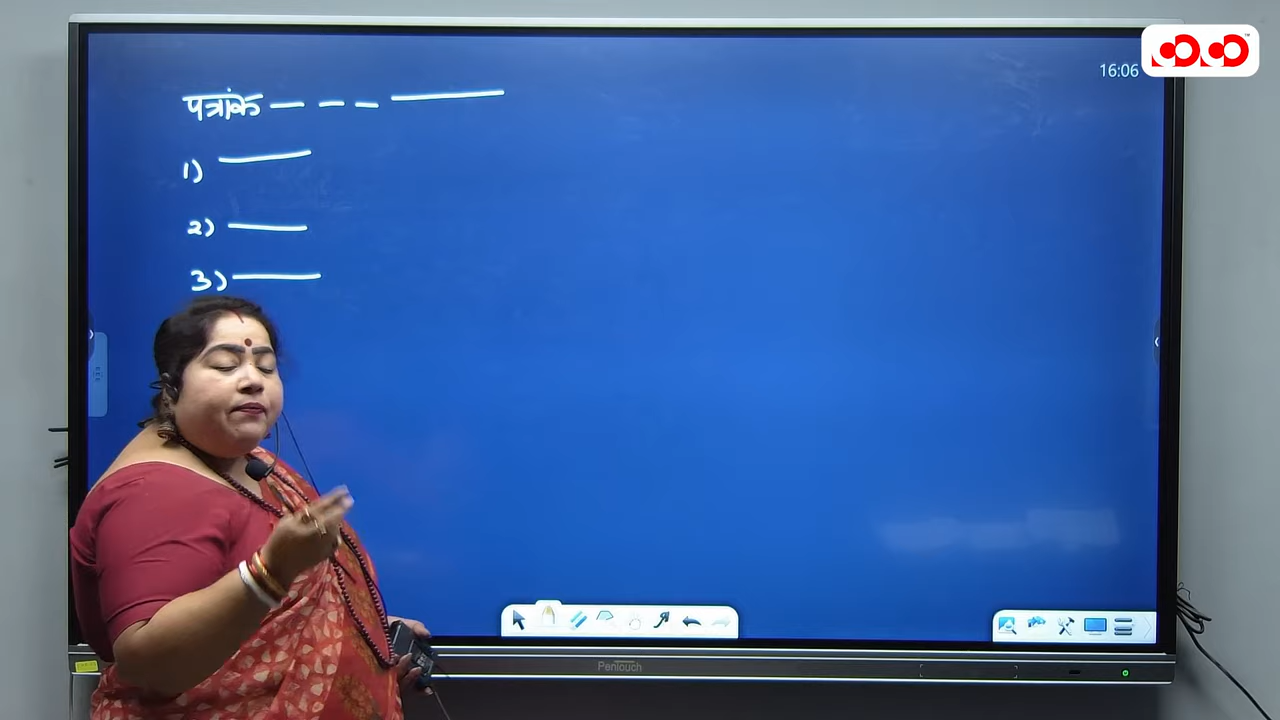 पत्रांक — — — ———
1) ———
2) ———
3) ———
16:06
Pentouch